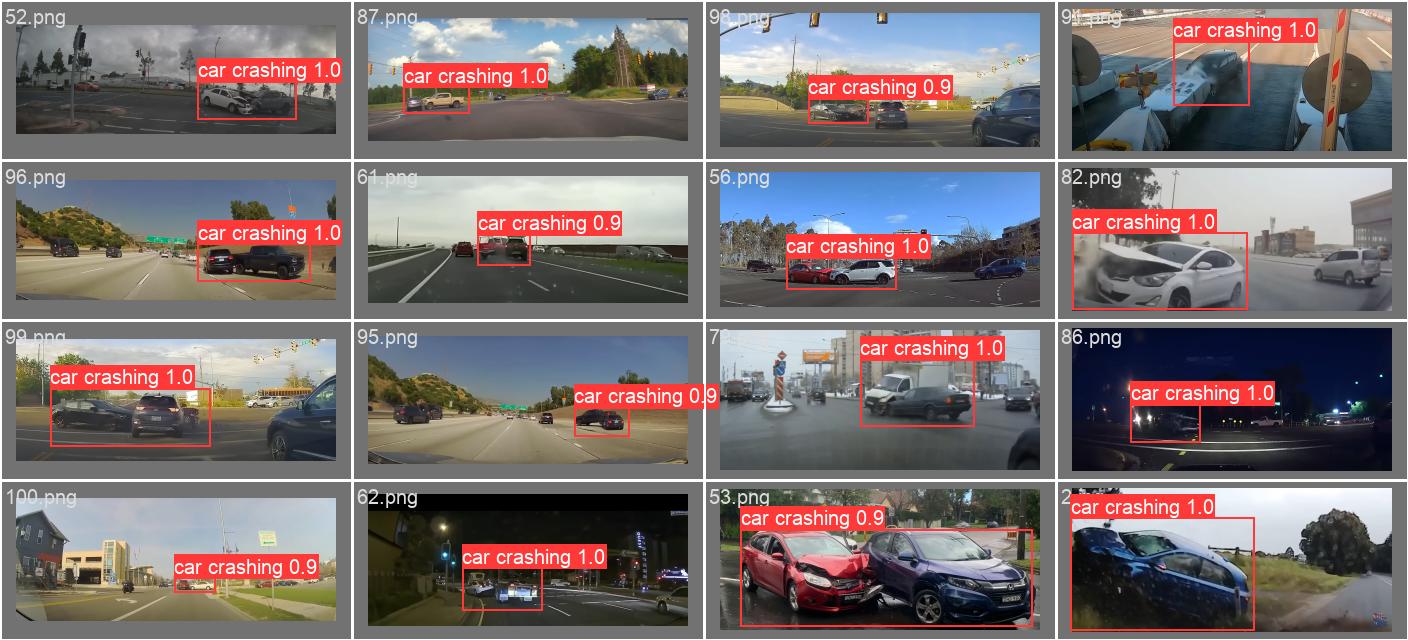 52.png
car crashing 1.0
87.png
car crashing 1.0
98.png
car crashing 0.9
car crashing 1.0
96.png
car crashing 1.0
61.png
car crashing 0.9
56.png
car crashing 1.0
82.png
car crashing 1.0
99.png
car crashing 1.0
95.png
car crashing 0.9
car crashing 1.0
86.png
car crashing 1.0
100.png
car crashing 0.9
62.png
car crashing 1.0
53.png
car crashing 0.9
car crashing 1.0